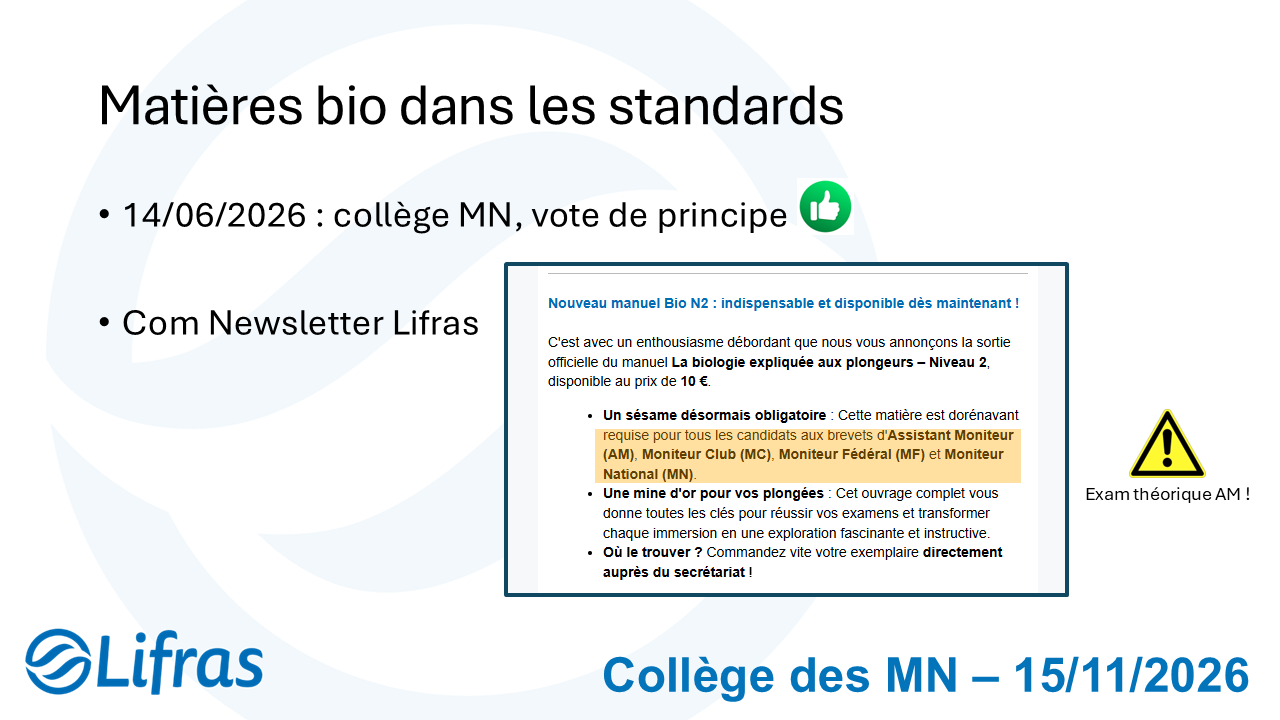 Matières bio dans les standards
• 14/06/2026 : collège MN, vote de principe
• Com Newsletter Lifras
Nouveau manuel Bio N2 : indispensable et disponible dès maintenant !
C'est avec un enthousiasme débordant que nous vous annonçons la sortie
officielle du manuel La biologie expliquée aux plongeurs – Niveau 2,
disponible au prix de 10 €.
• Un sésame désormais obligatoire : Cette matière est dorénavant
requise pour tous les candidats aux brevets d'Assistant Moniteur
(AM), Moniteur Club (MC), Moniteur Fédéral (MF) et Moniteur
National (MN).
• Une mine d'or pour vos plongées : Cet ouvrage complet vous
donne toutes les clés pour réussir vos examens et transformer
chaque immersion en une exploration fascinante et instructive.
• Où le trouver ? Commandez vite votre exemplaire directement
auprès du secrétariat !
Exam théorique AM !
Lifras
Collège des MN – 15/11/2026